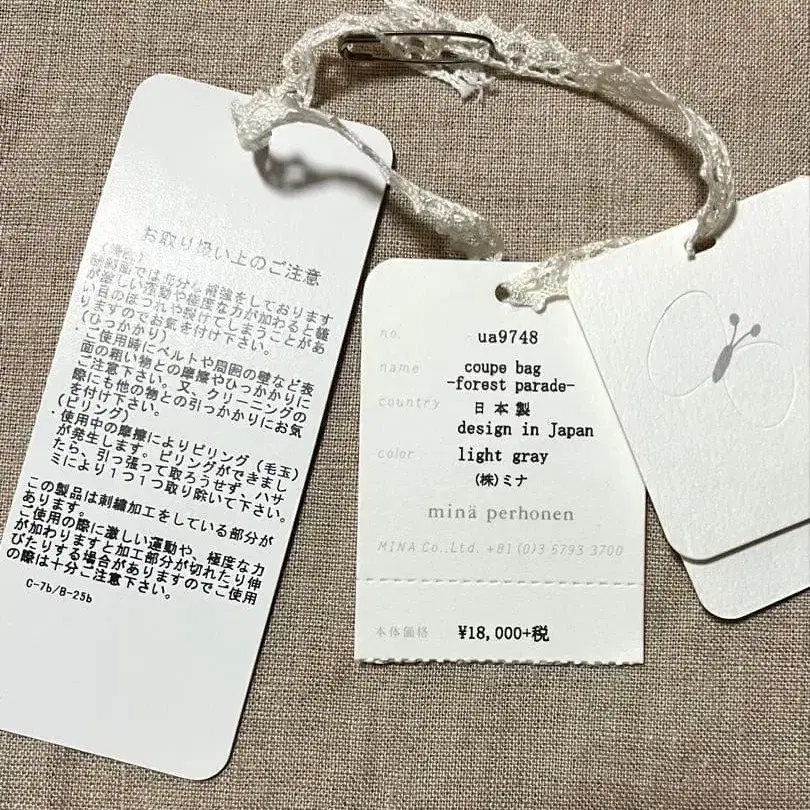 お取り扱い上のご注意
縫製面では充分な補強をしております
が激しい運動や極度な力が加わると縫
い目のほつれや裂けてしまうことがあ
りますのでお気を付け下さい。
(ひっかかり)
・ご使用時にベルトや周囲の壁など表
面の粗い物との摩擦やひっかかりに
ご注意下さい。又、クリーニングの
際にも他の物との引っかかりにお気
を付け下さい。
(ピリング)
・使用中の摩擦によりピリング(毛玉)
が発生します。ピリングができまし
たら、引っ張って取ろうせず、ハサ
ミにより1つ1つ取り除いて下さい。
この製品は刺繍加工をしている部分が
あります。
ご使用の際に激しい運動や、極度な力
が加わりますと加工部分が切れたり伸
びたりする場合がありますのでご使用
の際は十分ご注意下さい。
C-7b/B-25b
no. ua9748
name coupe bag
-forest parade-
country 日本製
design in Japan
color light gray
(株)ミナ
minä perhonen
MINA Co.,Ltd. +81(0)3 5793 3700
本体価格 ¥18,000+税